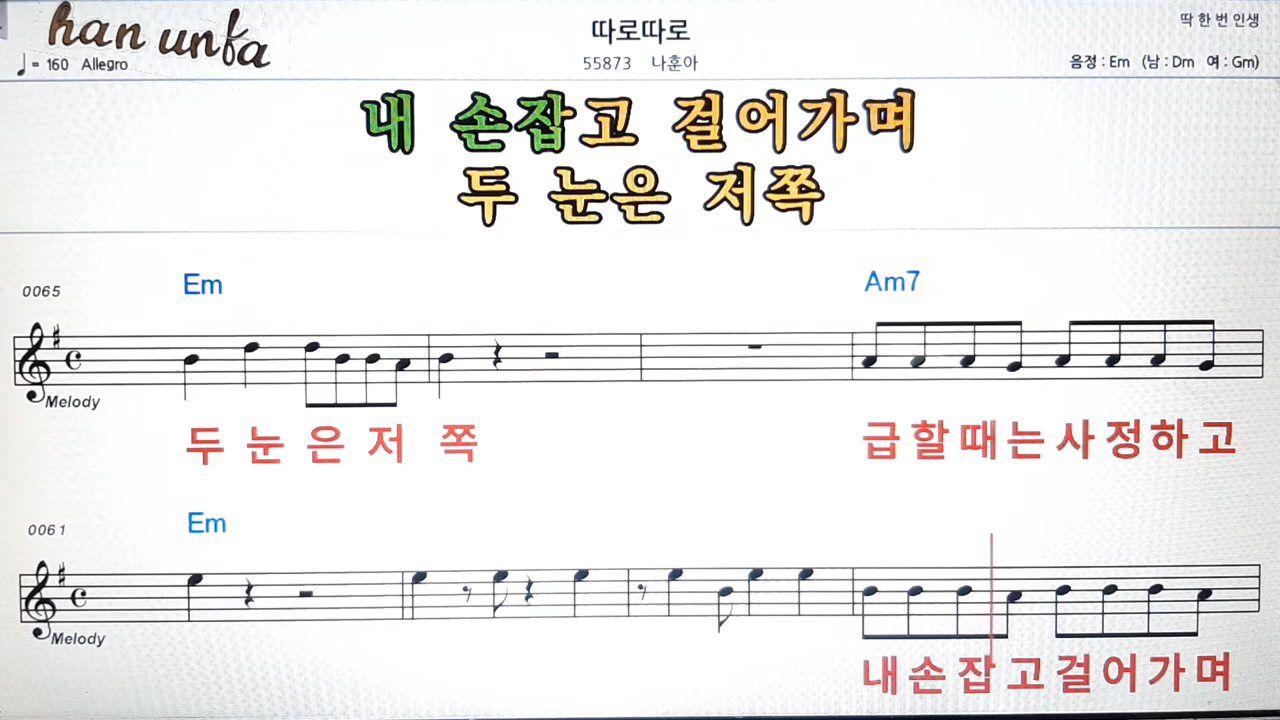 han unfa
따로따로
딱 한 번 인생
♩= 160 Allegro
55873 나훈아
음정 : Em (남 : Dm 여 : Gm)
내 손잡고 걸어가며
두 눈은 저쪽
0065
Em
Am7
Melody
두 눈 은 저 쪽
급 할 때 는 사 정 하 고
0061
Em
Melody
내 손 잡 고 걸 어 가 며